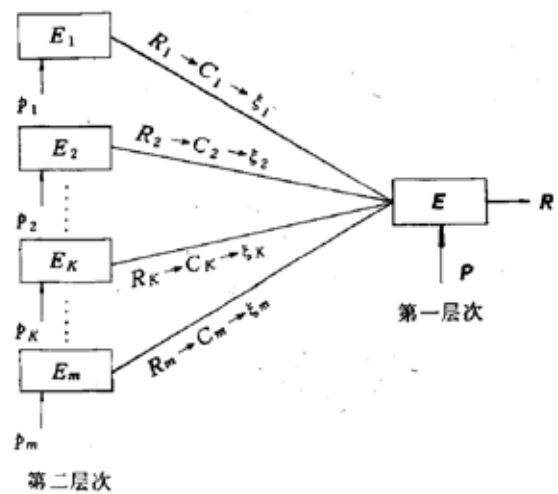 E₁
R₁→C₁→ξ₁
p₁
E₂
R₂→C₂→ξ₂
p₂
E R
E_K
R_K→C_K→ξ_K
P
第一层次
p_K
R_m→C_m→ξ_m
E_m
p_m
第二层次